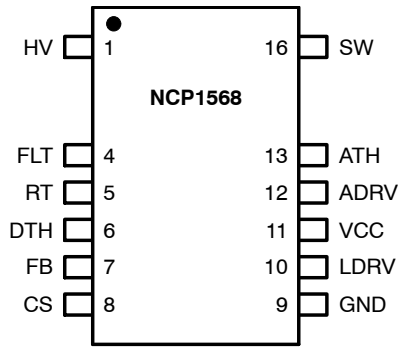 HV 1 16 SW
NCP1568
FLT 4 13 ATH
RT 5 12 ADRV
DTH 6 11 VCC
FB 7 10 LDRV
CS 8 9 GND